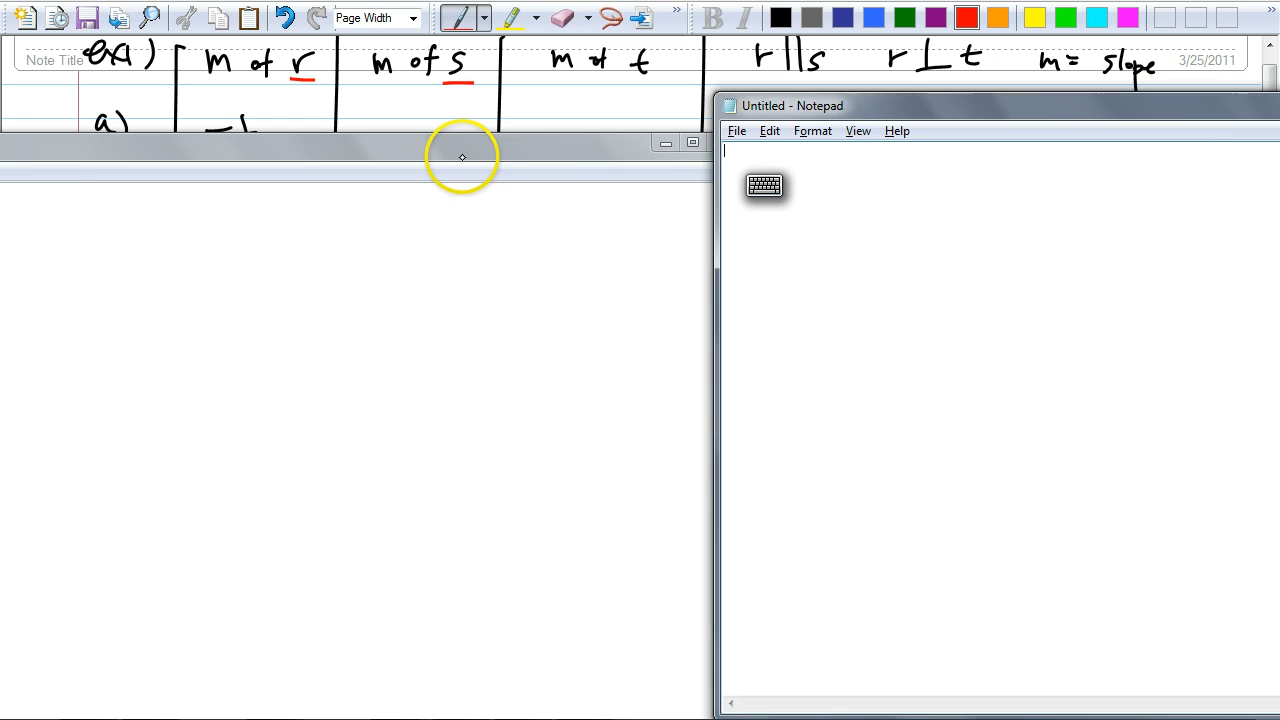 Page Width
B I
Note Title
ex1) m of r m of s m of t r || s r ⊥ t m = slope
3/25/2011
a)
Untitled - Notepad
File Edit Format View Help